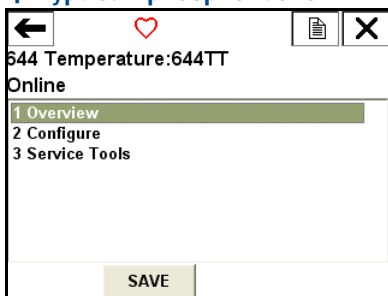 644 Temperature:644TT
Online
1 Overview
2 Configure
3 Service Tools
SAVE